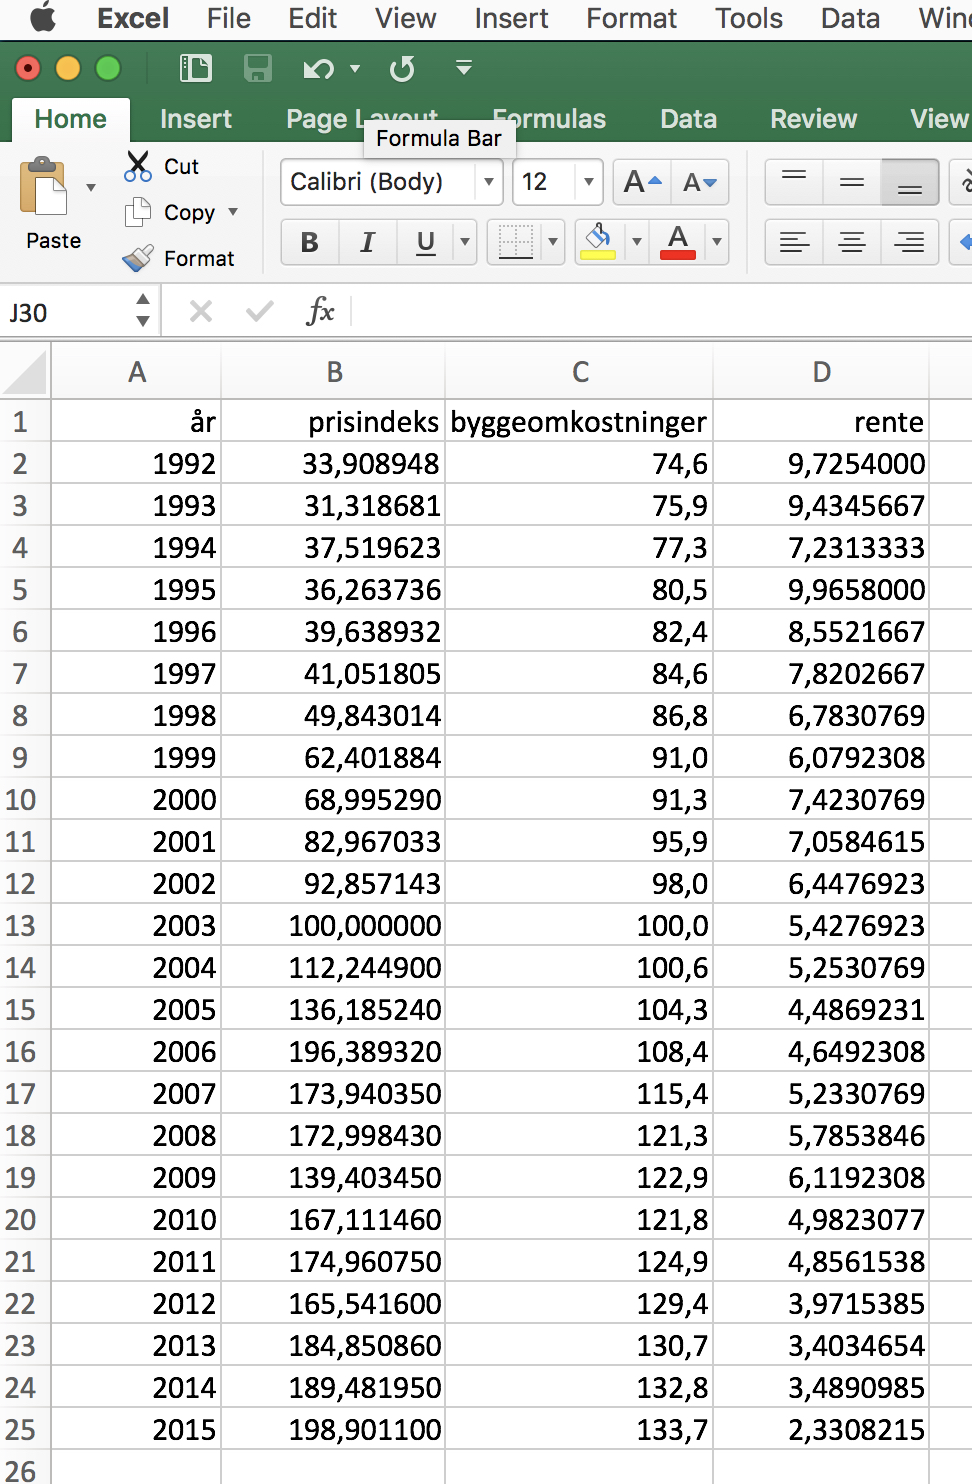 Excel File Edit View Insert Format Tools Data
Home Insert Page Layout Formulas Data Review View
Formula Bar
Cut
Calibri (Body) 12 A A
Copy
Paste
B I U A
Format
J30 fx
A B C D
1 år prisindeks byggeomkostninger rente
2 1992 33,908948 74,6 9,7254000
3 1993 31,318681 75,9 9,4345667
4 1994 37,519623 77,3 7,2313333
5 1995 36,263736 80,5 9,9658000
6 1996 39,638932 82,4 8,5521667
7 1997 41,051805 84,6 7,8202667
8 1998 49,843014 86,8 6,7830769
9 1999 62,401884 91,0 6,0792308
10 2000 68,995290 91,3 7,4230769
11 2001 82,967033 95,9 7,0584615
12 2002 92,857143 98,0 6,4476923
13 2003 100,000000 100,0 5,4276923
14 2004 112,244900 100,6 5,2530769
15 2005 136,185240 104,3 4,4869231
16 2006 196,389320 108,4 4,6492308
17 2007 173,940350 115,4 5,2330769
18 2008 172,998430 121,3 5,7853846
19 2009 139,403450 122,9 6,1192308
20 2010 167,111460 121,8 4,9823077
21 2011 174,960750 124,9 4,8561538
22 2012 165,541600 129,4 3,9715385
23 2013 184,850860 130,7 3,4034654
24 2014 189,481950 132,8 3,4890985
25 2015 198,901100 133,7 2,3308215
26